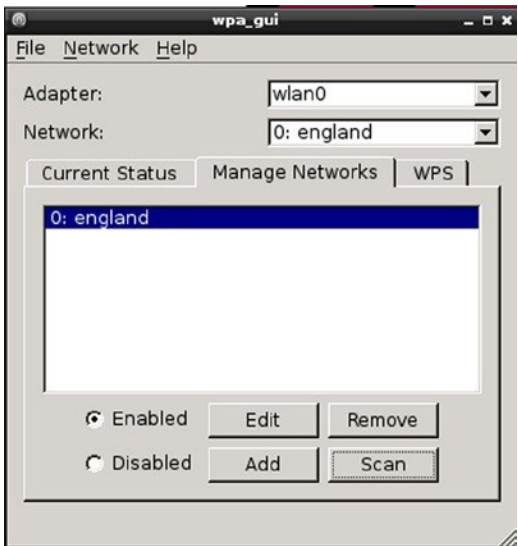 wpa_gui
File Network Help
Adapter: wlan0
Network: 0: england
Current Status Manage Networks WPS
0: england
Enabled Edit Remove
Disabled Add Scan